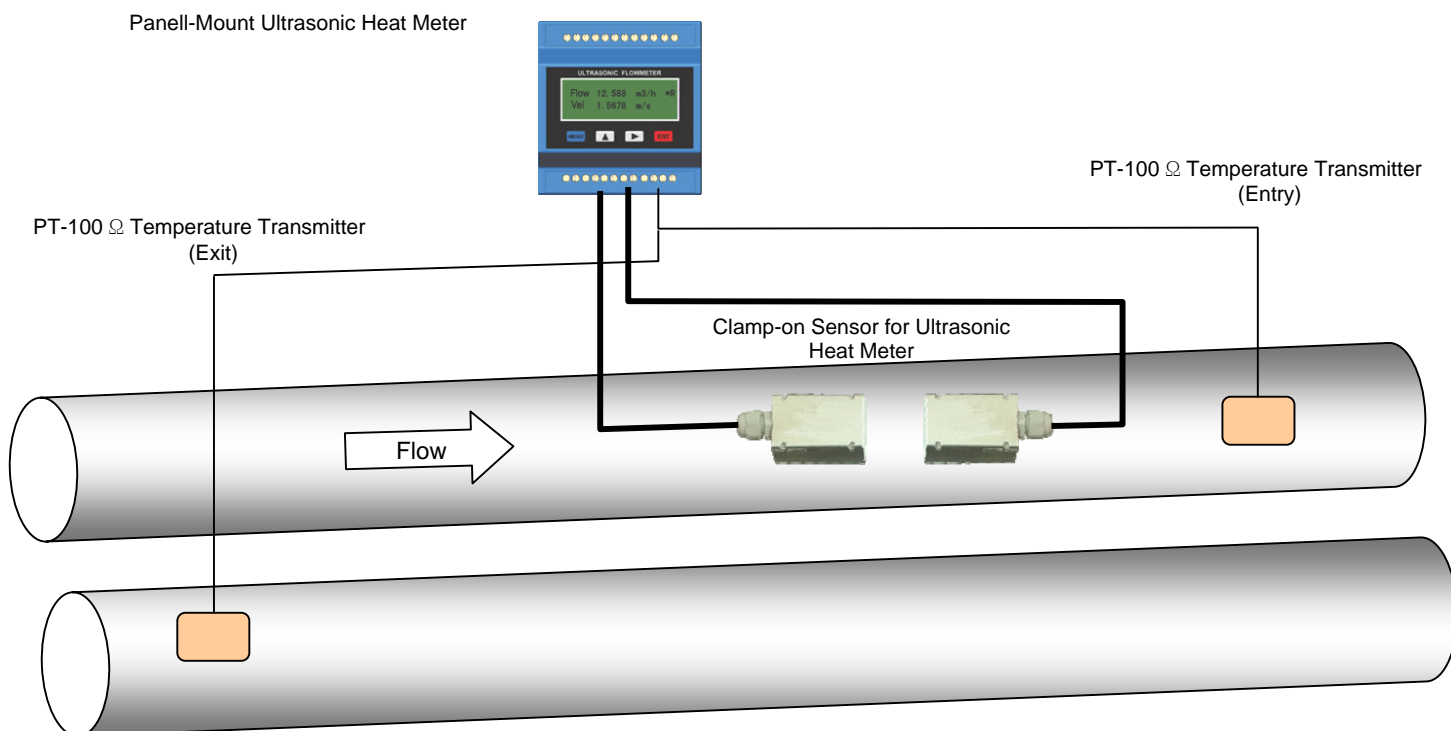 Panell-Mount Ultrasonic Heat Meter
ULTRASONIC FLOWMETER
Flow 12.588 m3/h *R
Vel 1.5678 m/s
MENU
ENT
PT-100 Ω Temperature Transmitter
(Entry)
PT-100 Ω Temperature Transmitter
(Exit)
Clamp-on Sensor for Ultrasonic
Heat Meter
Flow